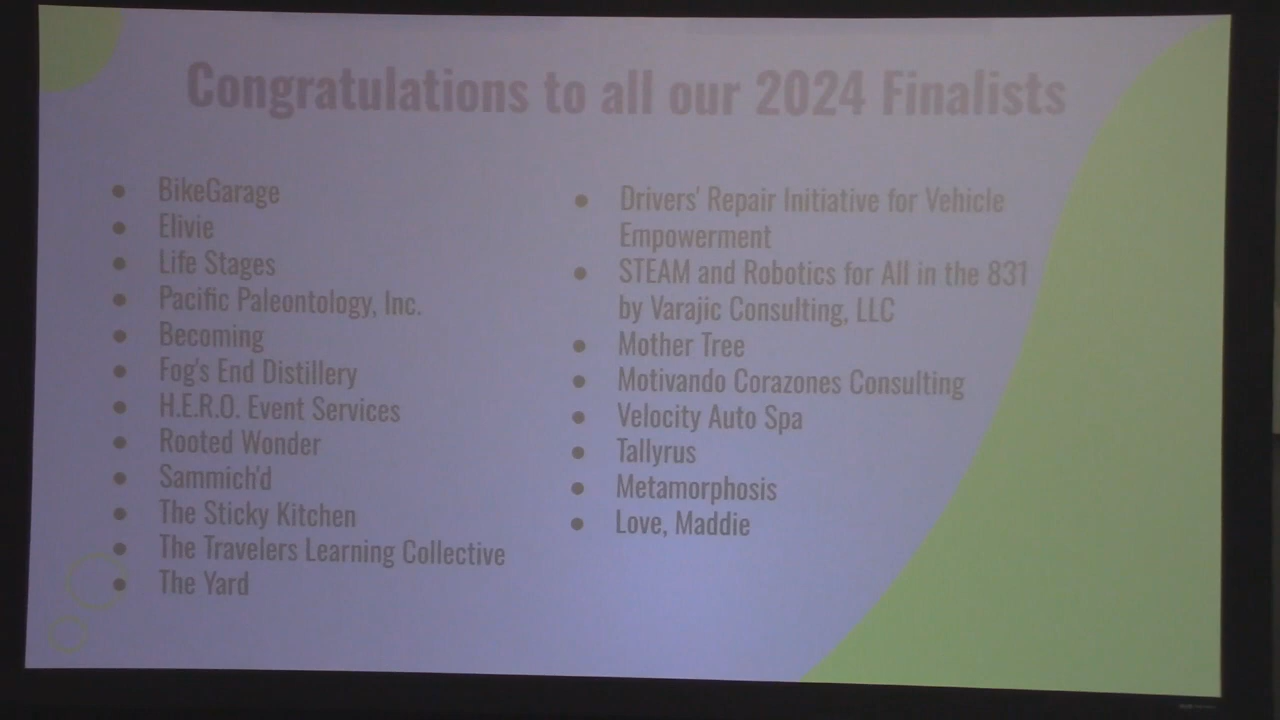 Congratulations to all our 2024 Finalists
BikeGarage
Elivie
Life Stages
Pacific Paleontology, Inc.
Becoming
Fog's End Distillery
H.E.R.O. Event Services
Rooted Wonder
Sammich'd
The Sticky Kitchen
The Travelers Learning Collective
The Yard
Drivers' Repair Initiative for Vehicle
Empowerment
STEAM and Robotics for All in the 831
by Varajic Consulting, LLC
Mother Tree
Motivando Corazones Consulting
Velocity Auto Spa
Tallyrus
Metamorphosis
Love, Maddie